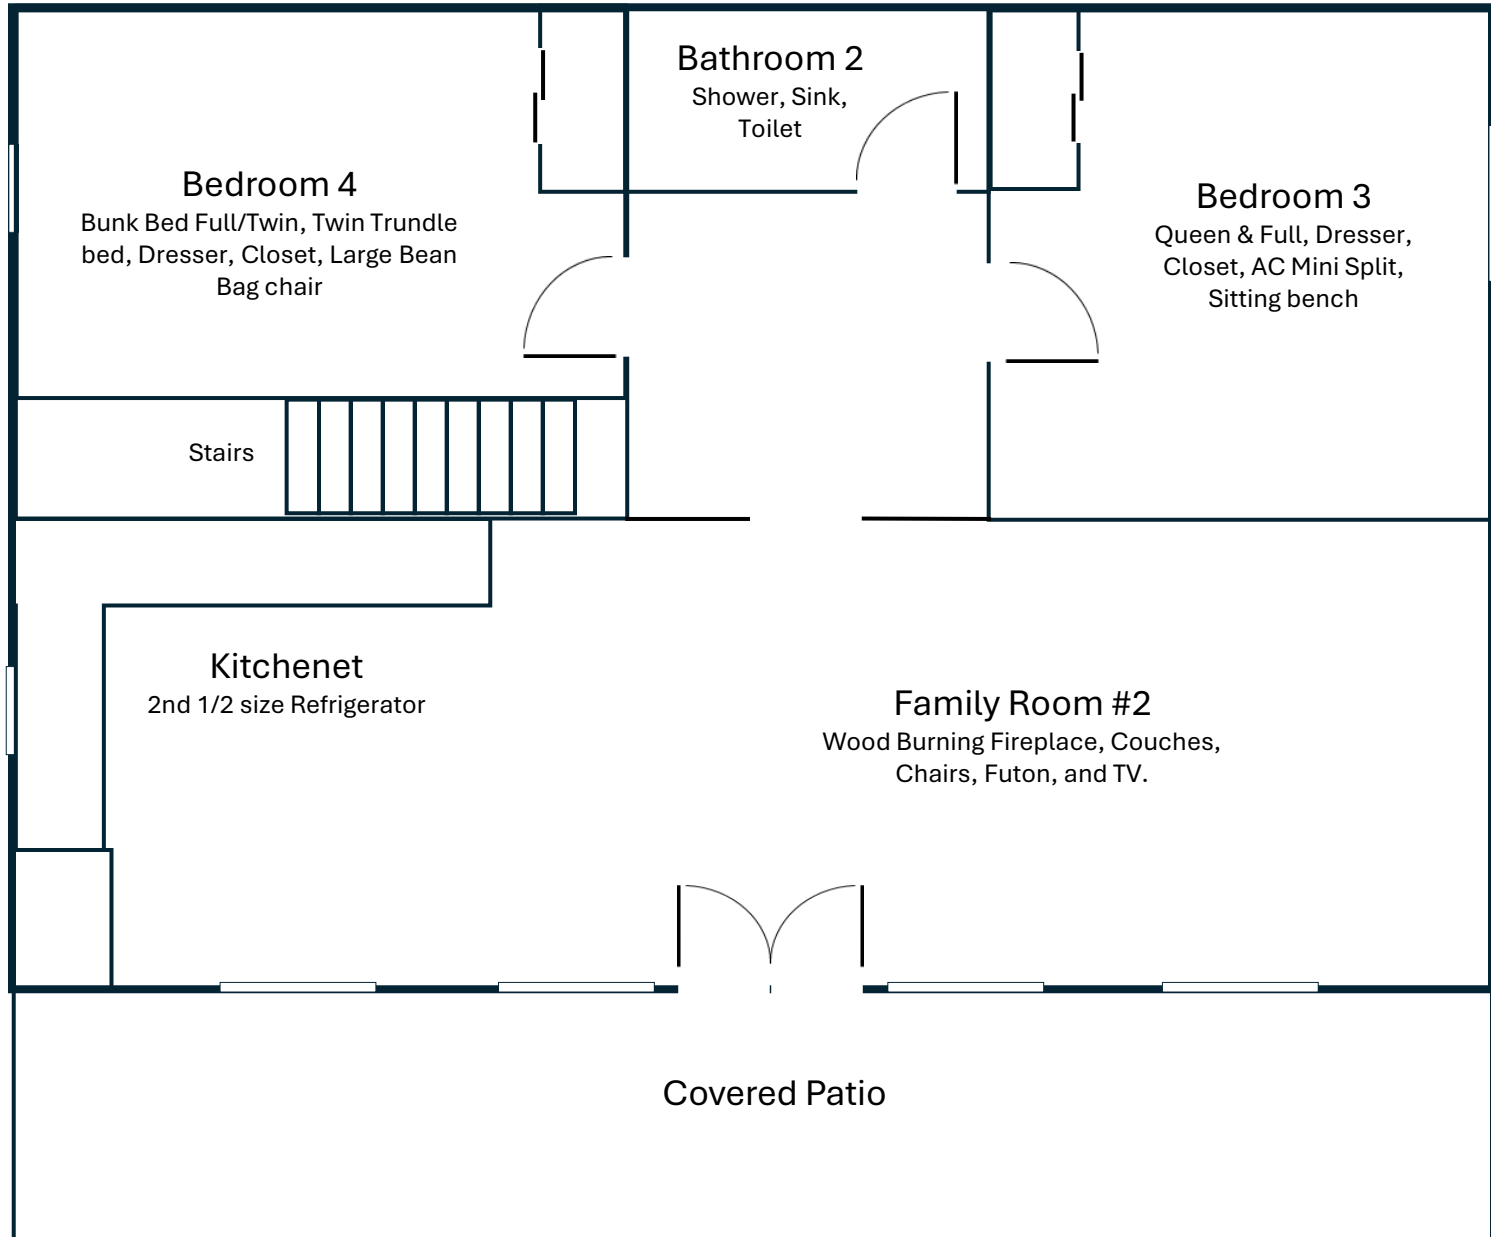 Bathroom 2
Shower, Sink,
Toilet
Bedroom 4
Bunk Bed Full/Twin, Twin Trundle
bed, Dresser, Closet, Large Bean
Bag chair
Bedroom 3
Queen & Full, Dresser,
Closet, AC Mini Split,
Sitting bench
Stairs
Kitchenet
2nd 1/2 size Refrigerator
Family Room #2
Wood Burning Fireplace, Couches,
Chairs, Futon, and TV.
Covered Patio